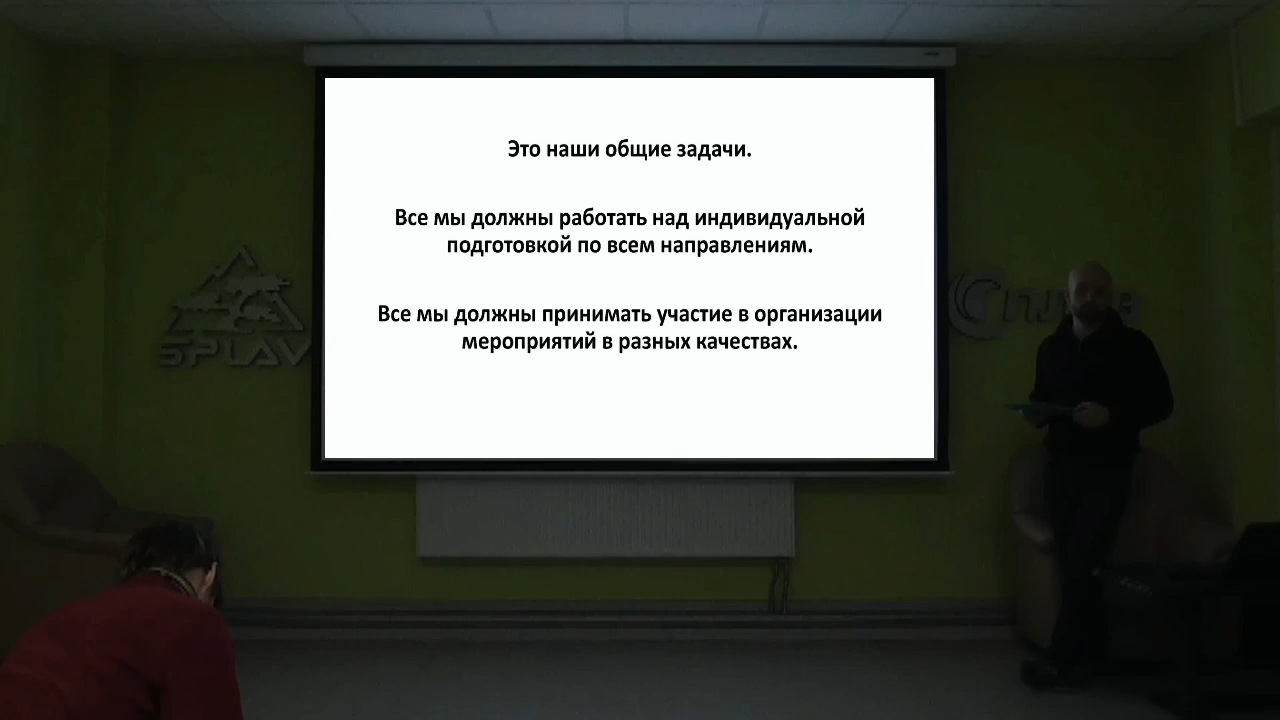 Это наши общие задачи.
Все мы должны работать над индивидуальной
подготовкой по всем направлениям.
Все мы должны принимать участие в организации
мероприятий в разных качествах.
SPLAV
Сплав